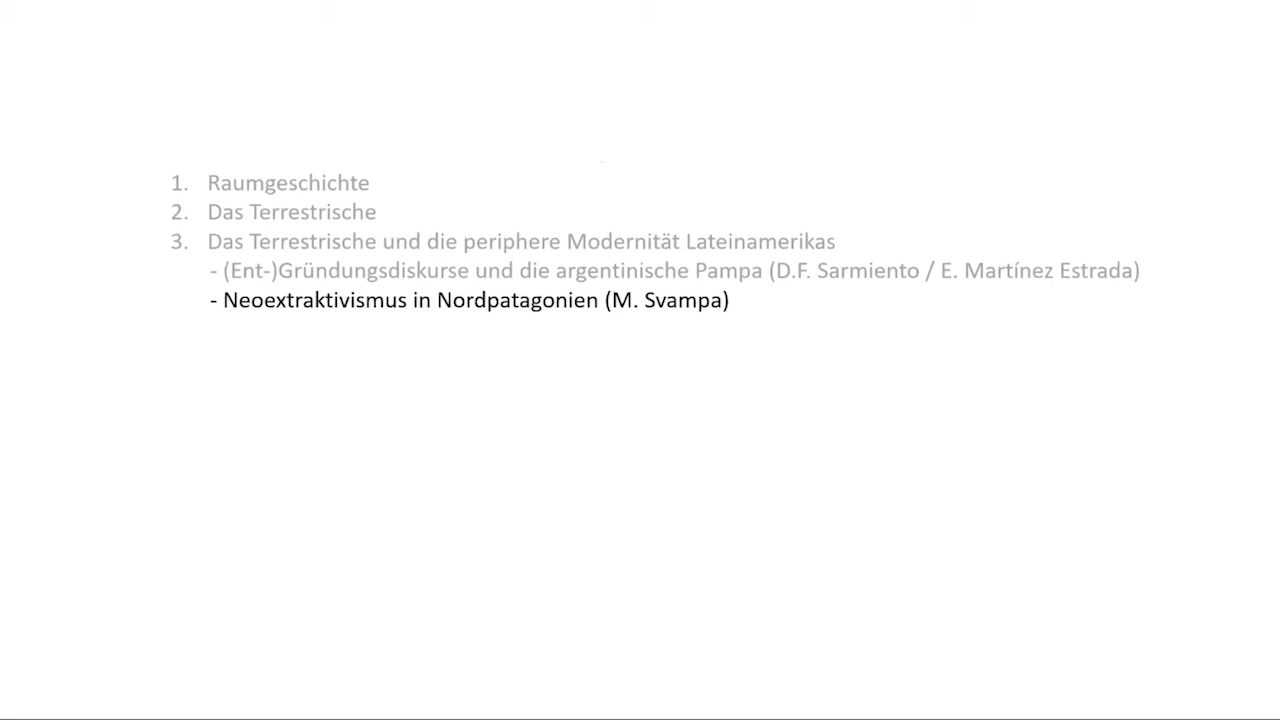 1. Raumgeschichte
2. Das Terrestrische
3. Das Terrestrische und die periphere Modernität Lateinamerikas
- (Ent-)Gründungsdiskurse und die argentinische Pampa (D.F. Sarmiento / E. Martínez Estrada)
- Neoextraktivismus in Nordpatagonien (M. Svampa)